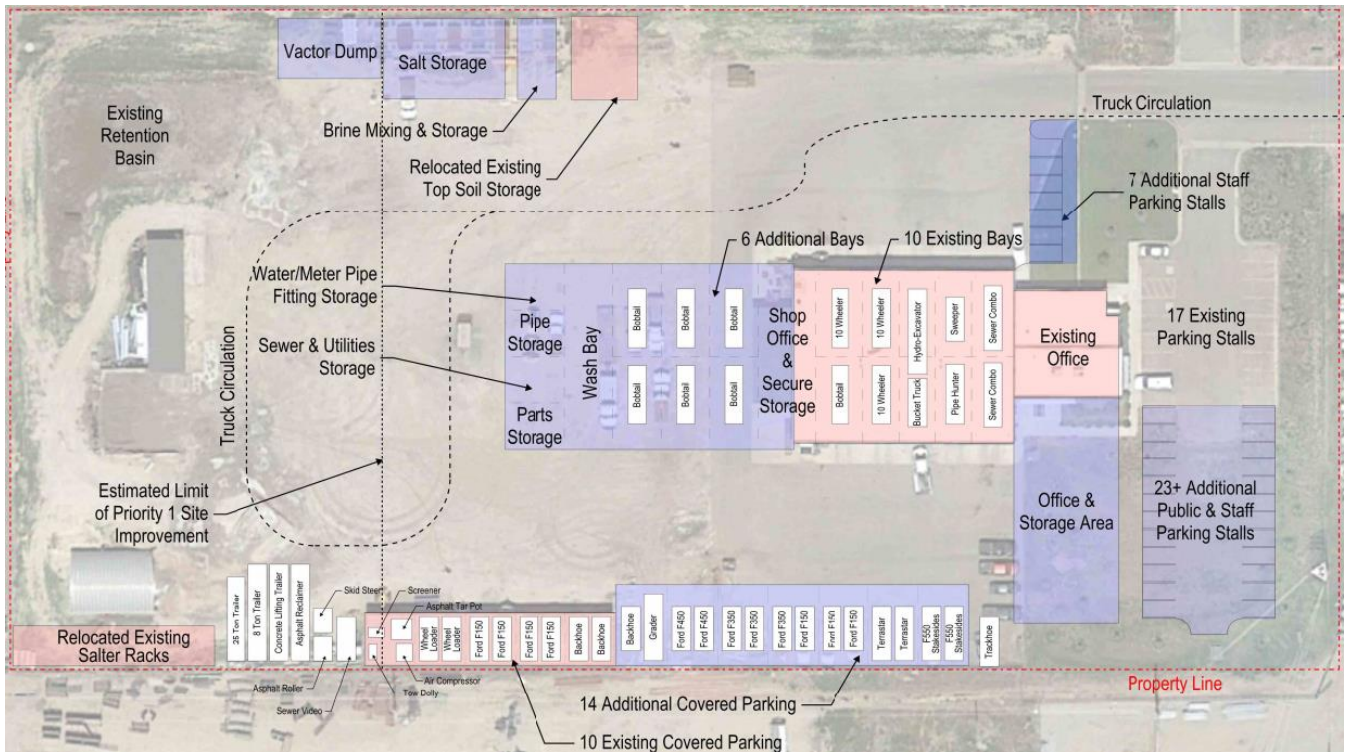 Vactor Dump
Salt Storage
Existing
Retention
Basin
Brine Mixing & Storage
Relocated Existing
Top Soil Storage
Truck Circulation
7 Additional Staff
Parking Stalls
6 Additional Bays
10 Existing Bays
Water/Meter Pipe
Fitting Storage
Sewer & Utilities
Storage
Truck Circulation
Pipe
Storage
Parts
Storage
Wash Bay
Bobtail
Bobtail
Bobtail
Bobtail
Bobtail
Bobtail
Shop
Office
&
Secure
Storage
10 Wheeler
10 Wheeler
Hydro-Excavator
Sweeper
Sewer Combo
Bobtail
10 Wheeler
Bucket Truck
Pipe Hunter
Sewer Combo
Existing
Office
17 Existing
Parking Stalls
Estimated Limit
of Priority 1 Site
Improvement
Office &
Storage Area
23+ Additional
Public & Staff
Parking Stalls
Relocated Existing
Salter Racks
25 Ton Trailer
8 Ton Trailer
Concrete Lifting Trailer
Asphalt Reclaimer
Skid Steer
Screener
Asphalt Tar Pot
Asphalt Roller
Sewer Video
Tow Dolly
Air Compressor
Wheel
Loader
Wheel
Loader
Ford F150
Ford F150
Ford F150
Ford F150
Backhoe
Backhoe
Backhoe
Grader
Ford F450
Ford F450
Ford F350
Ford F350
Ford F150
Ford F150
Ford F150
Ford F150
Terrastar
Terrastar
F550
Stakesides
F550
Stakesides
Trackhoe
14 Additional Covered Parking
10 Existing Covered Parking
Property Line